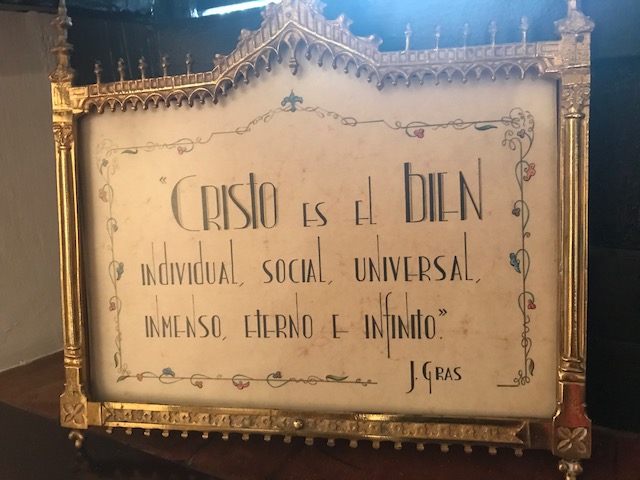 "CRISTO ES EL BIEN
INDIVIDUAL, SOCIAL, UNIVERSAL,
INMENSO, ETERNO E INFINITO."
J. GRAS